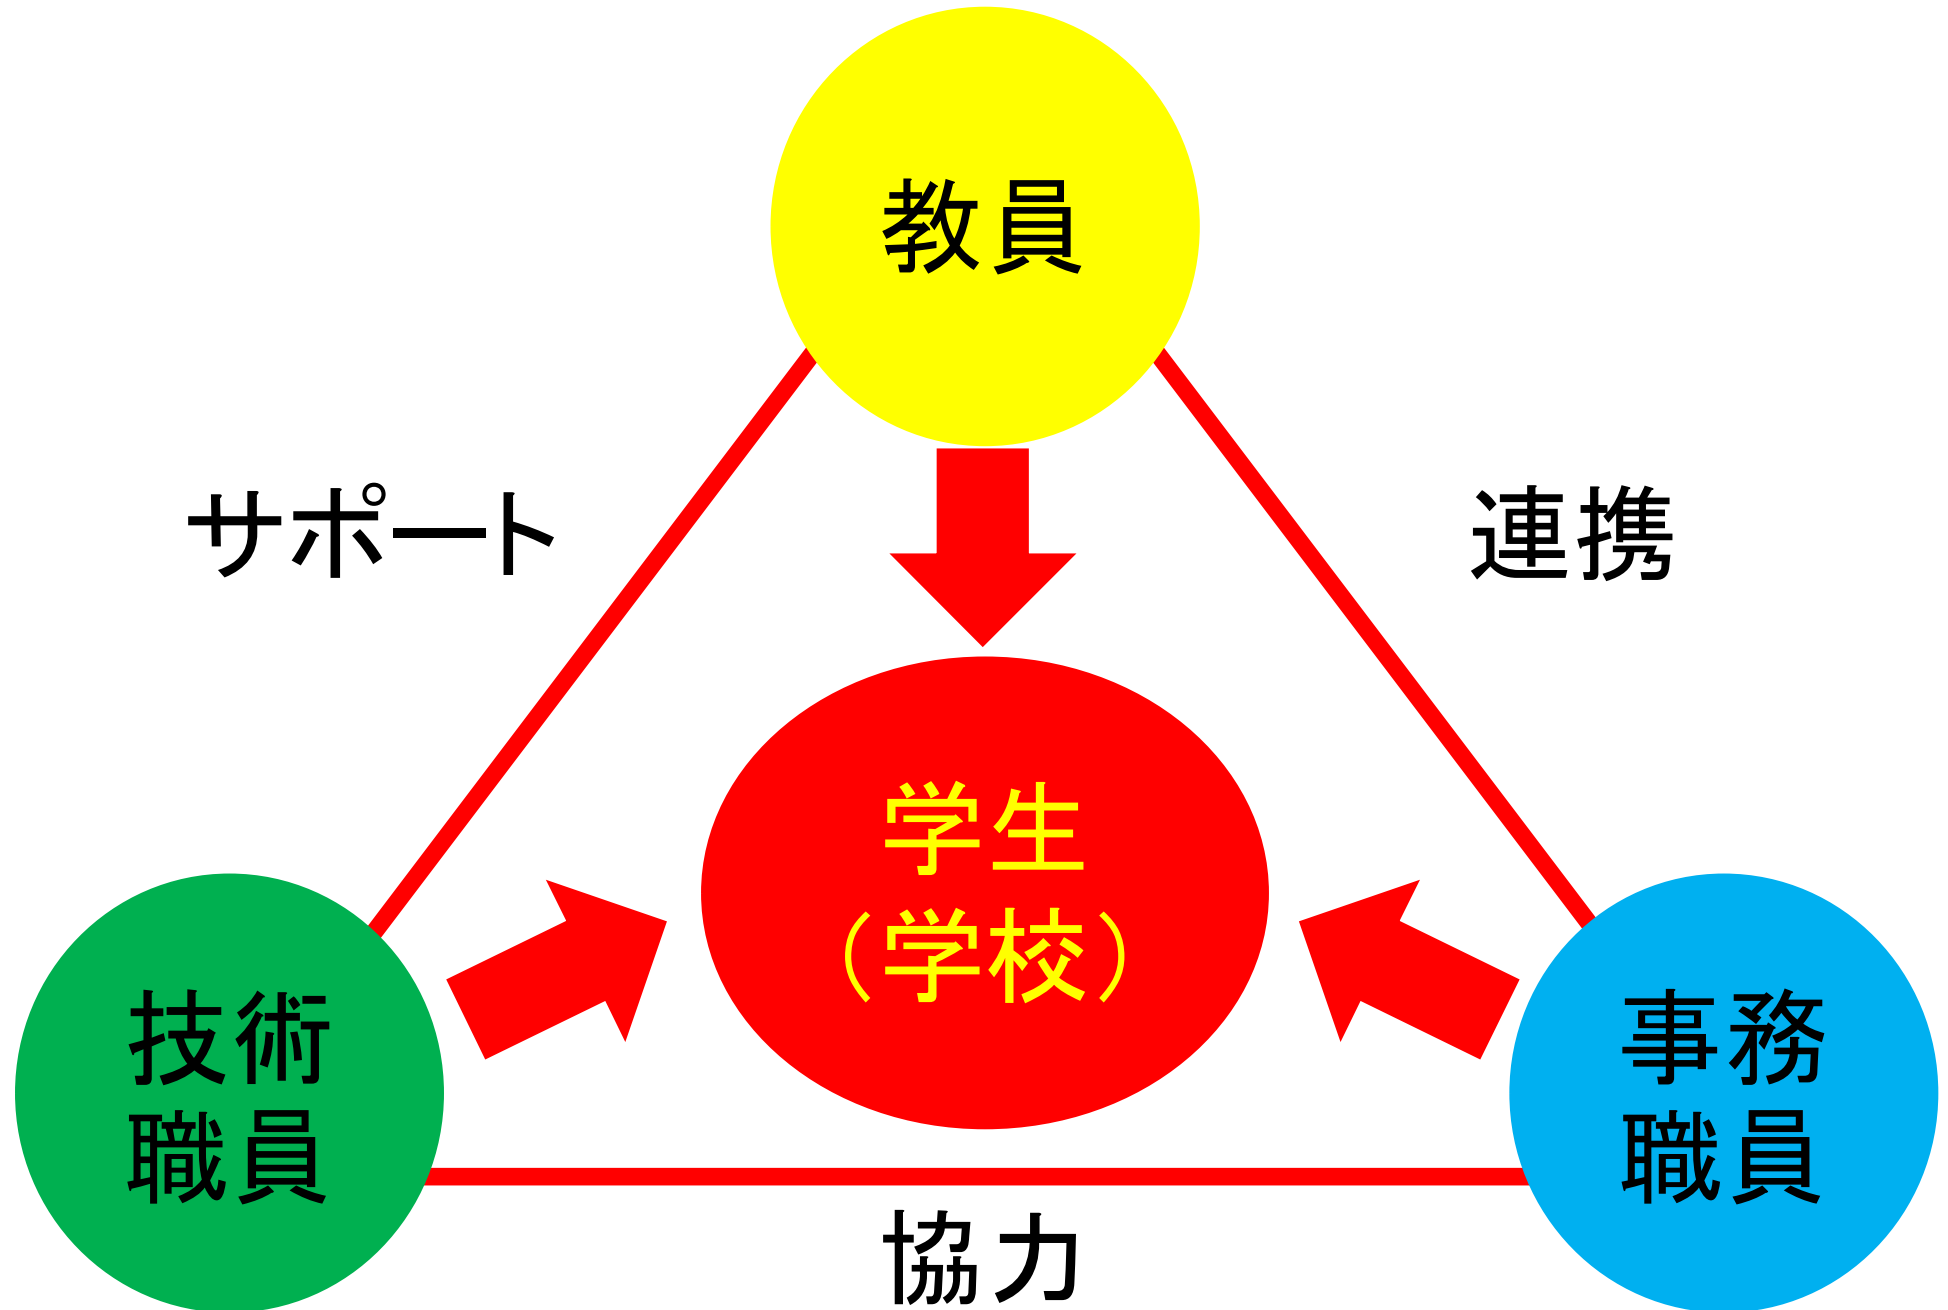 教員
サポート
連携
学生
（学校）
技術
職員
事務
職員
協力